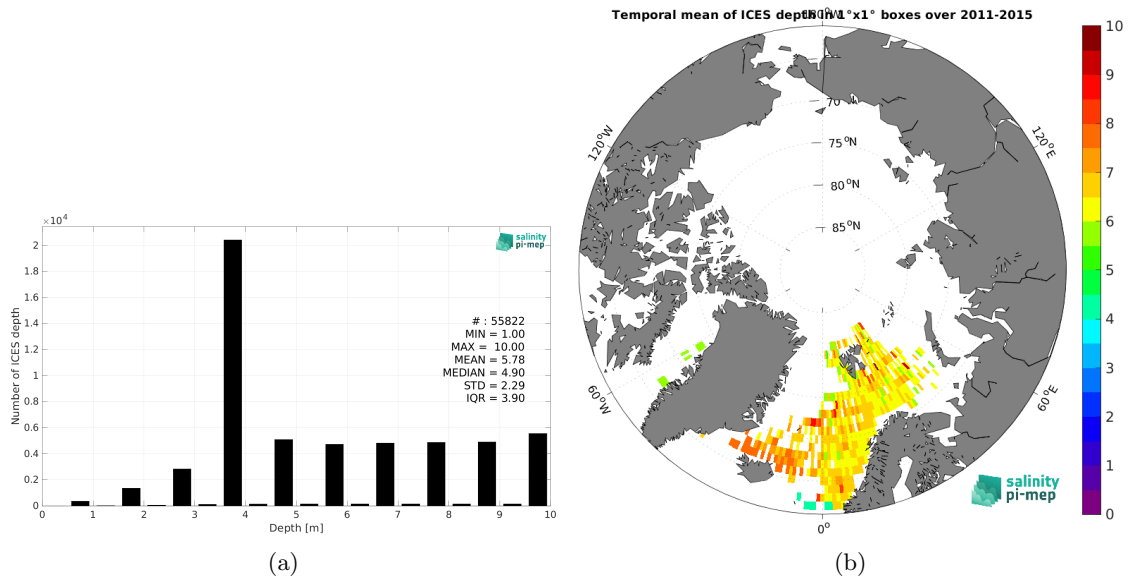 ×10⁴
2
1.8
1.6
1.4
1.2
1
0.8
0.6
0.4
0.2
0
0 1 2 3 4 5 6 7 8 9 10
Number of ICES depth
Depth [m]
salinity
pi-mep
# : 55822
MIN = 1.00
MAX = 10.00
MEAN = 5.78
MEDIAN = 4.90
STD = 2.29
IQR = 3.90
(a)
Temporal mean of ICES depth in 1°x1° boxes over 2011-2015
180°W
120°W
120°E
60°W
60°E
0°
70°N
75°N
80°N
85°N
salinity
pi-mep
10
9
8
7
6
5
4
3
2
1
0
(b)